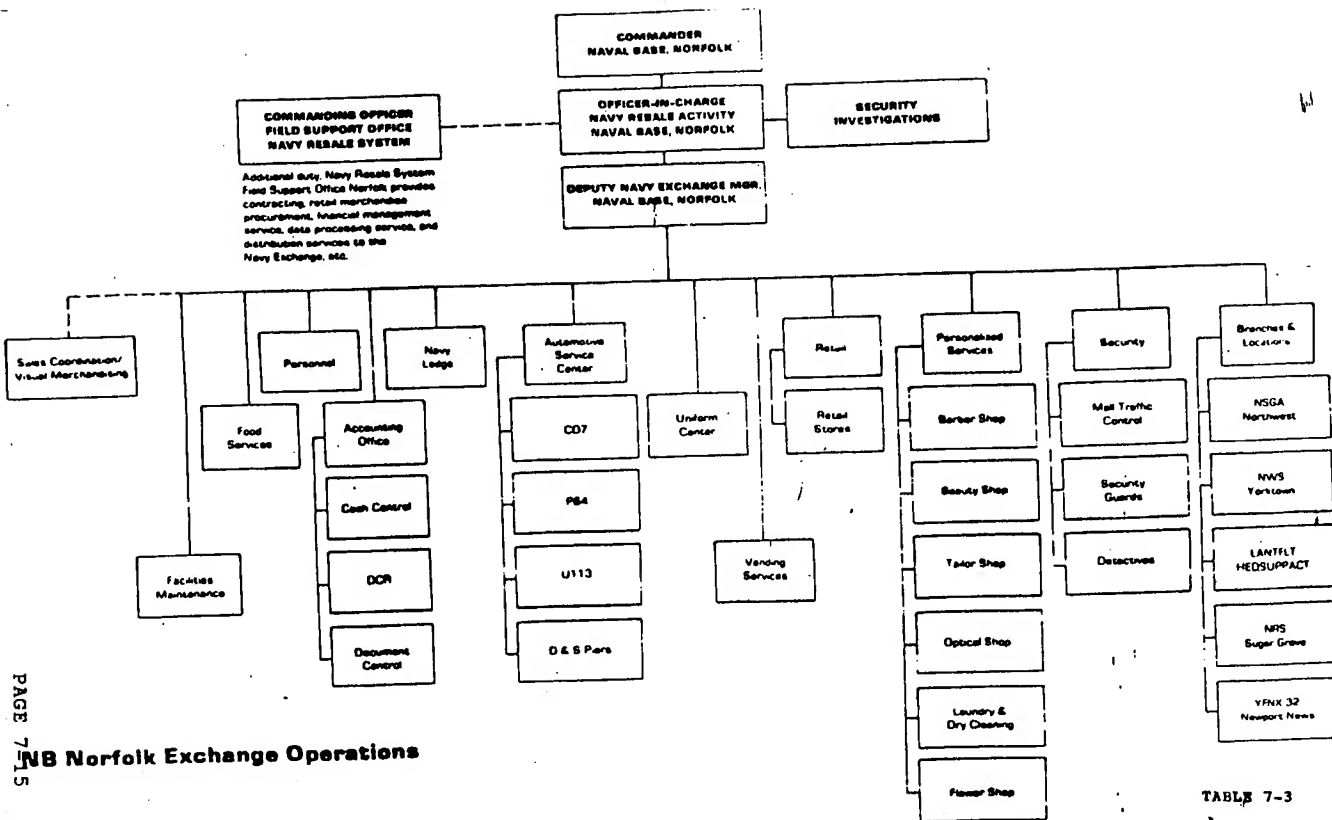 COMMANDER
NAVAL BASE, NORFOLK
COMMANDING OFFICER
FIELD SUPPORT OFFICE
NAVY RESALE SYSTEM
OFFICER-IN-CHARGE
NAVY RESALE ACTIVITY
NAVAL BASE, NORFOLK
SECURITY
INVESTIGATIONS
Additional duty, Navy Resale System
Field Support Office Norfolk provides
contracting, retail merchandise
procurement, financial management
service, data processing service, and
distribution services to the
Navy Exchange, etc.
DEPUTY NAVY EXCHANGE MGR.
NAVAL BASE, NORFOLK
Sales Coordination/
Visual Merchandising
Facilities
Maintenance
Food
Services
Personnel
Accounting
Office
Cash Control
DCR
Document
Control
Navy
Lodge
Automotive
Service
Center
CD7
P84
U113
D & S Piers
Uniform
Center
Vending
Services
Retail
Retail
Stores
Personalized
Services
Barber Shop
Beauty Shop
Tailor Shop
Optical Shop
Laundry &
Dry Cleaning
Flower Shop
Security
Mall Traffic
Control
Security
Guards
Detectives
Branches &
Locations
NSGA
Northwest
NWS
Yorktown
LANTFLT
HEDSUPPACT
NRS
Sugar Grove
YFNX 32
Newport News
PAGE 7-15
NB Norfolk Exchange Operations
TABLE 7-3